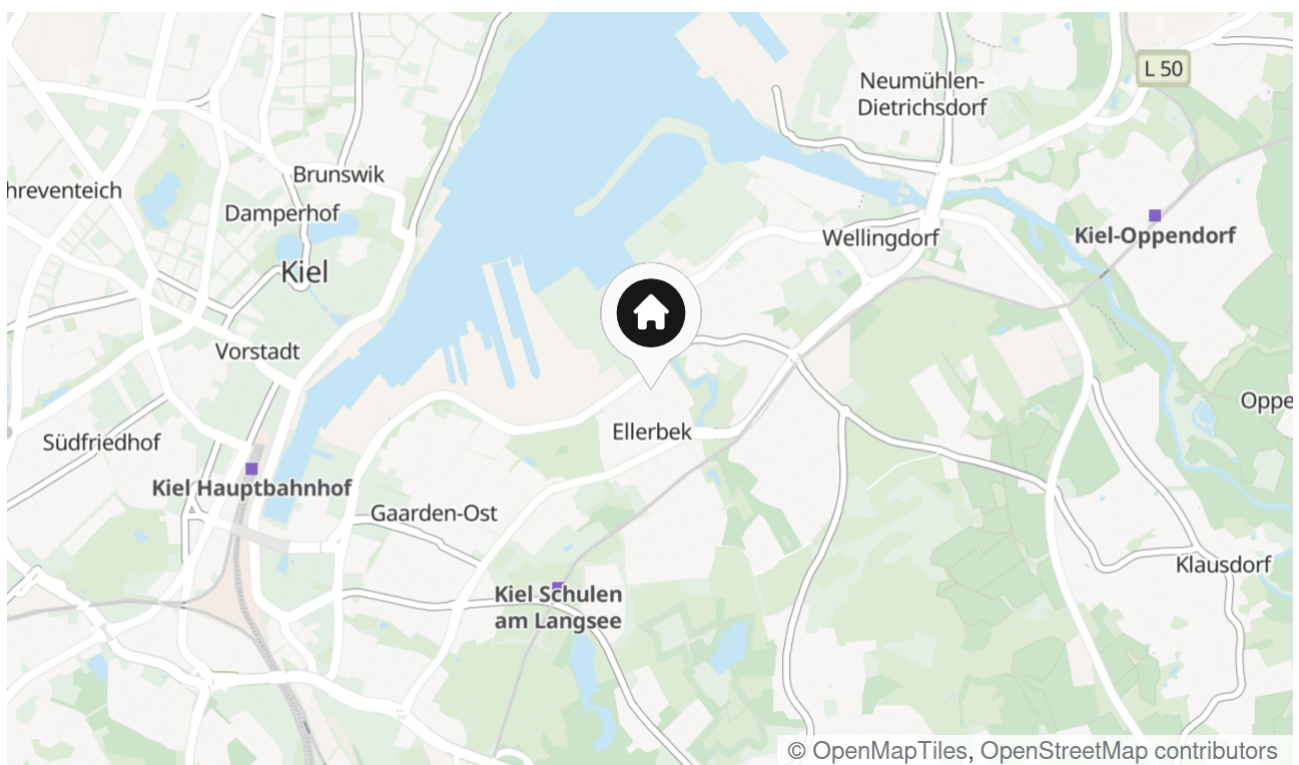 L 50
Neumühlen-
Dietrichsdorf
Brunswik
hreventeich
Damperhof
Wellingdorf
Kiel-Oppendorf
Kiel
Vorstadt
Oppe
Ellerbek
Südfriedhof
Kiel Hauptbahnhof
Gaarden-Ost
Klausdorf
Kiel Schulen
am Langsee
© OpenMapTiles, OpenStreetMap contributors